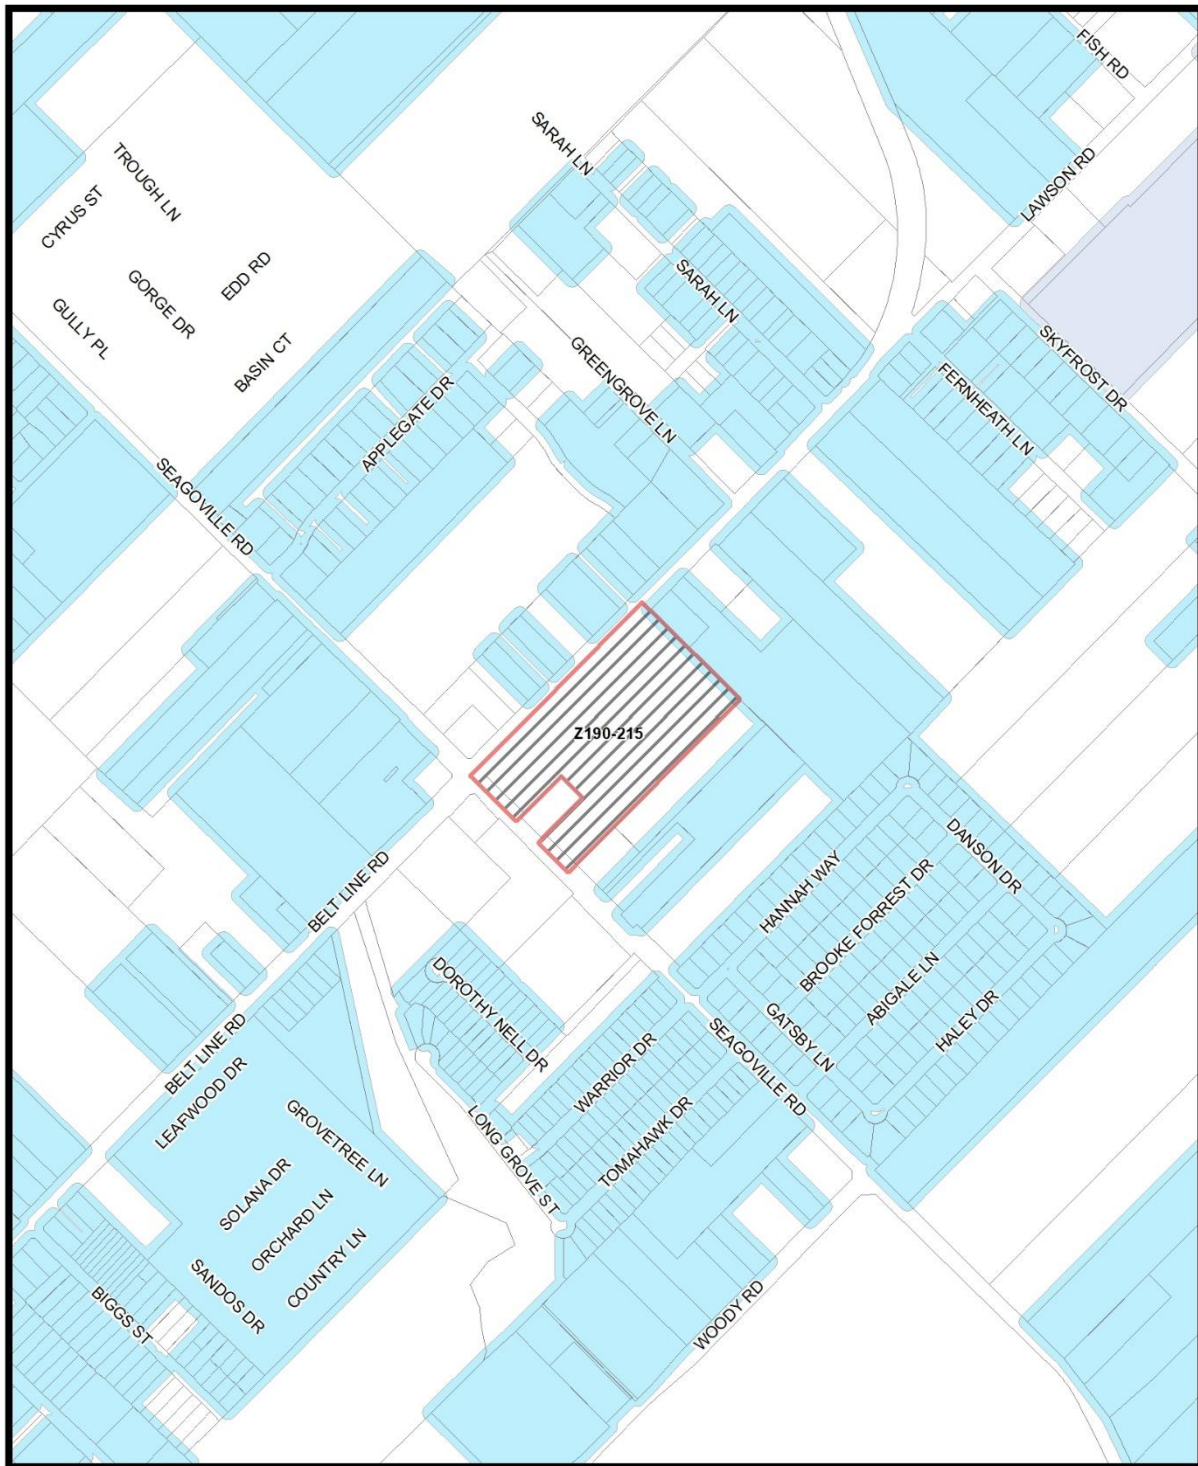 FISH RD
SARAH LN
TROUGH LN
LAWSON RD
CYRUS ST
EDD RD
SARAH LN
GORGE DR
GULLY PL
SKYFROST DR
BASIN CT
GREENGROVE LN
FERNHEATH LN
APPLEGATE DR
SEAGOVILLE RD
Z190-215
DANSON DR
BELT LINE RD
HANNAH WAY
BROOKE FORREST DR
ABIGALE LN
DOROTHY NELL DR
HALEY DR
GATSBY LN
BELT LINE RD
SEAGOVILLE RD
WARRIOR DR
LEAFWOOD DR
GROVETREE LN
TOMAHAWK DR
LONG GROVE ST
SOLANA DR
ORCHARD LN
COUNTRY LN
SANDOS DR
BIGGS ST
WOODY RD